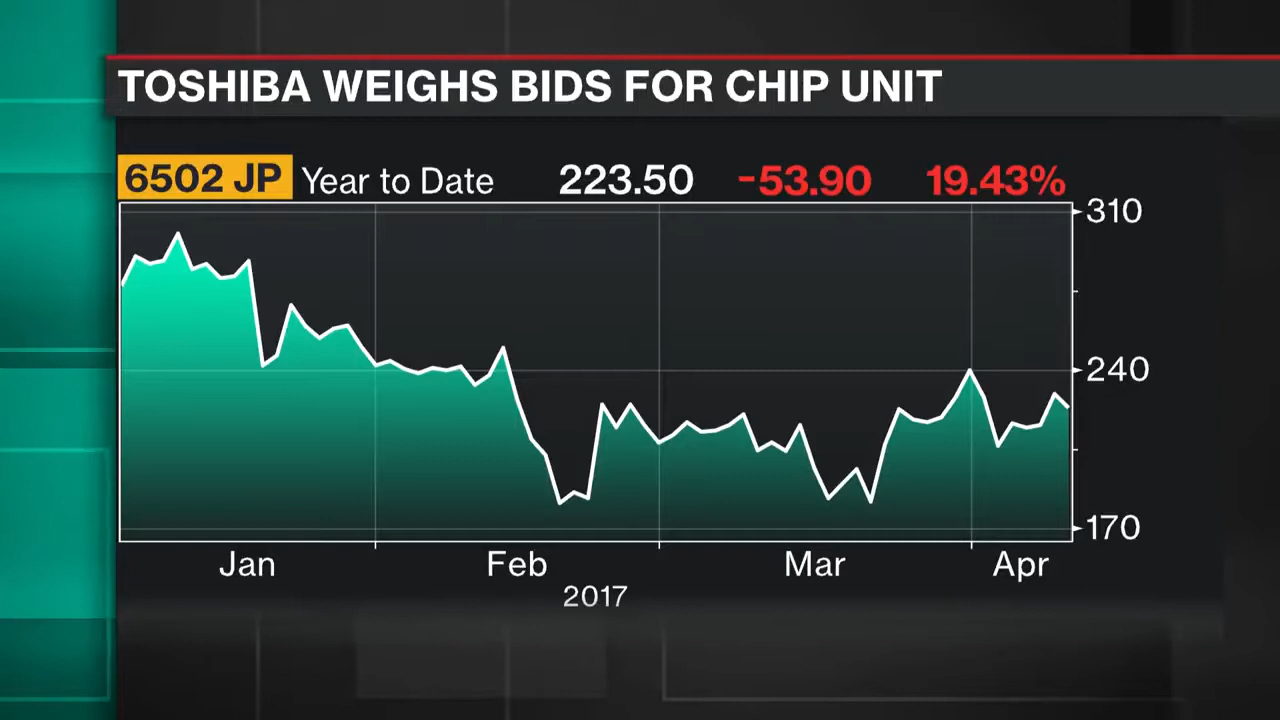 TOSHIBA WEIGHS BIDS FOR CHIP UNIT
6502 JP Year to Date 223.50 -53.90 19.43%
310
240
170
Jan Feb Mar Apr
2017